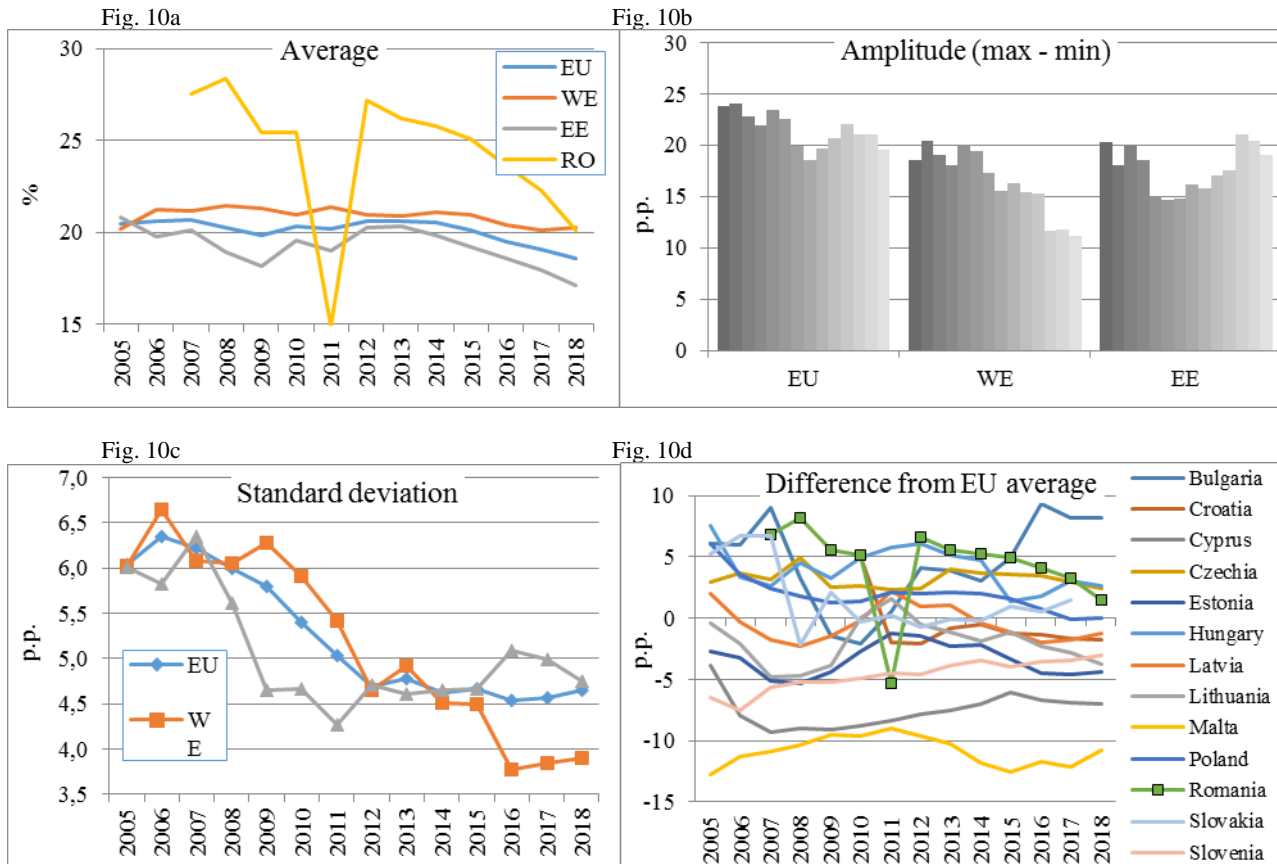 Fig. 10a
Average
30
25
20
15
%
EU
WE
EE
RO
2005 2006 2007 2008 2009 2010 2011 2012 2013 2014 2015 2016 2017 2018
Fig. 10b
Amplitude (max - min)
30
25
20
15
10
5
0
p.p.
EU WE EE
Fig. 10c
Standard deviation
7,0
6,5
6,0
5,5
5,0
4,5
4,0
3,5
p.p.
EU
W
E
2005 2006 2007 2008 2009 2010 2011 2012 2013 2014 2015 2016 2017 2018
Fig. 10d
Difference from EU average
10
5
0
-5
-10
-15
p.p.
2005 2006 2007 2008 2009 2010 2011 2012 2013 2014 2015 2016 2017 2018
Bulgaria
Croatia
Cyprus
Czechia
Estonia
Hungary
Latvia
Lithuania
Malta
Poland
Romania
Slovakia
Slovenia